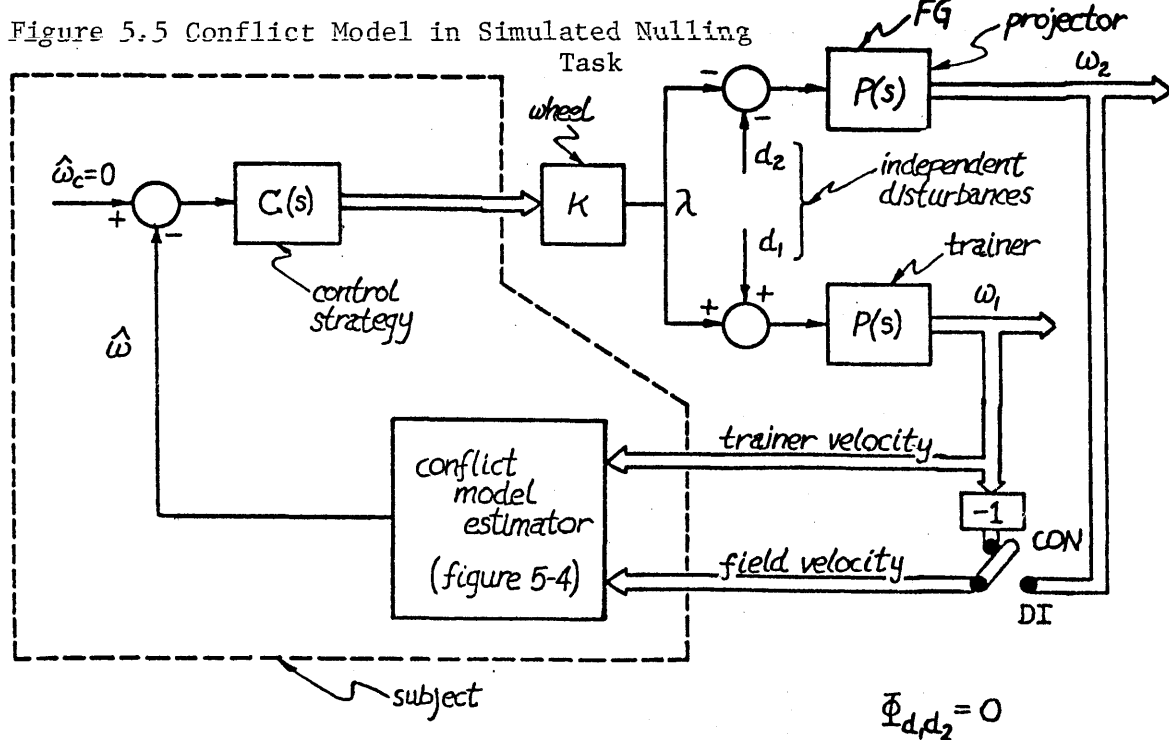 Figure 5.5 Conflict Model in Simulated Nulling
Task
FG
projector
ω₂
P(s)
wheel
-
-
d₂
independent
disturbances
ω̂c=0
+
-
C(s)
K
λ
d₁
trainer
+
+
P(s)
ω₁
control
strategy
ω̂
conflict
model
estimator
(figure 5-4)
trainer velocity
-1
CON
field velocity
DI
subject
Φd₁d₂ = 0